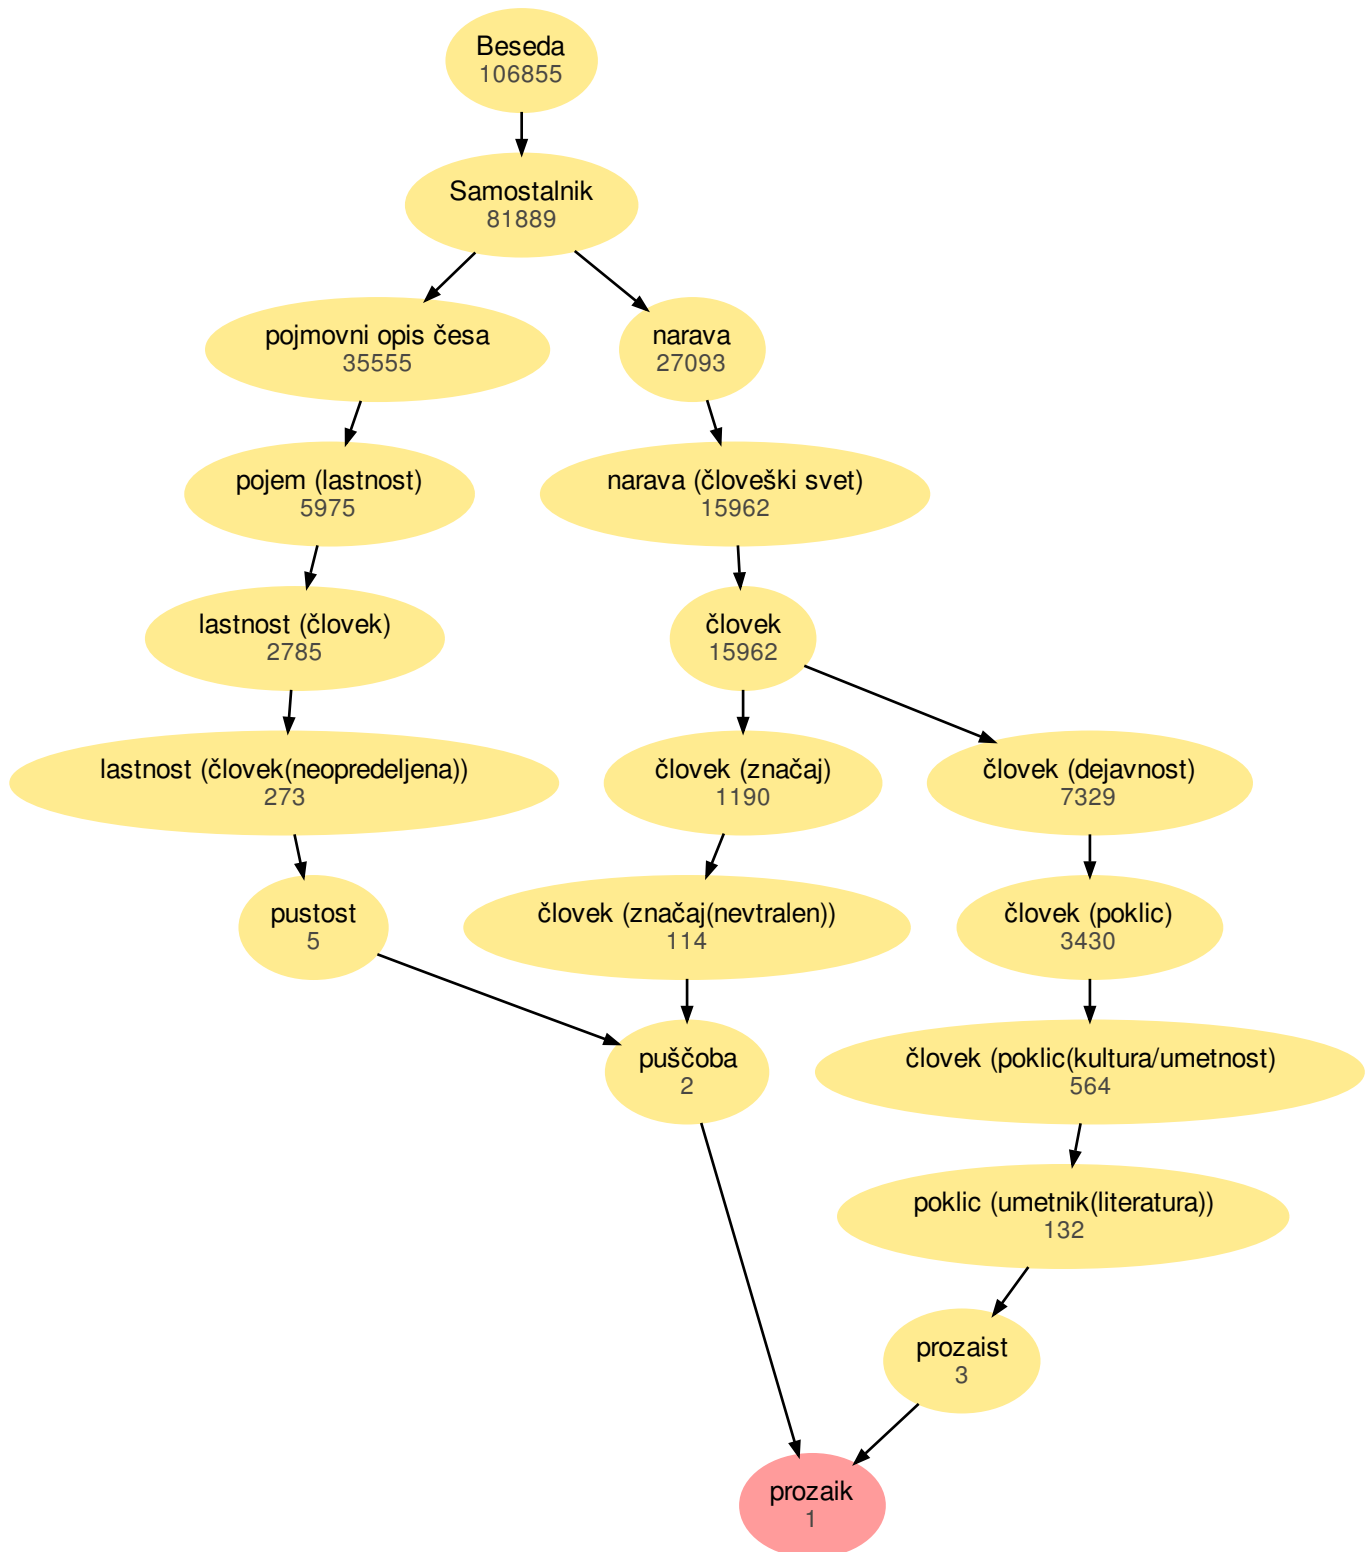 Beseda
106855
Samostalnik
81889
pojmovni opis česa
35555
narava
27093
pojem (lastnost)
5975
narava (človeški svet)
15962
lastnost (človek)
2785
človek
15962
lastnost (človek(neopredeljena))
273
človek (značaj)
1190
človek (dejavnost)
7329
pustost
5
človek (značaj(nevtralen))
114
človek (poklic)
3430
puščoba
2
človek (poklic(kultura/umetnost)
564
poklic (umetnik(literatura))
132
prozaist
3
prozaik
1